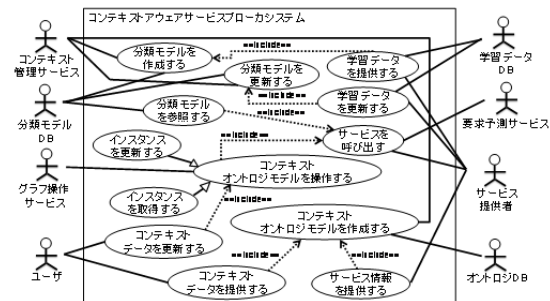 コンテキストアウェアサービスブローカシステム
コンテキスト
管理サービス
分類モデル
DB
グラフ操作
サービス
ユーザ
分類モデルを
作成する
分類モデルを
更新する
分類モデル
を参照する
インスタンス
を更新する
インスタンス
を取得する
コンテキスト
オントロジモデルを操作する
コンテキスト
データを更新する
コンテキスト
データを提供する
コンテキスト
オントロジモデルを作成する
サービス情報
を提供する
サービスを
呼び出す
学習データ
を提供する
学習データ
を更新する
<<include>>
<<include>>
<<include>>
<<include>>
<<include>>
<<include>>
<<include>>
学習データ
DB
要求予測サービス
サービス
提供者
オントロジDB